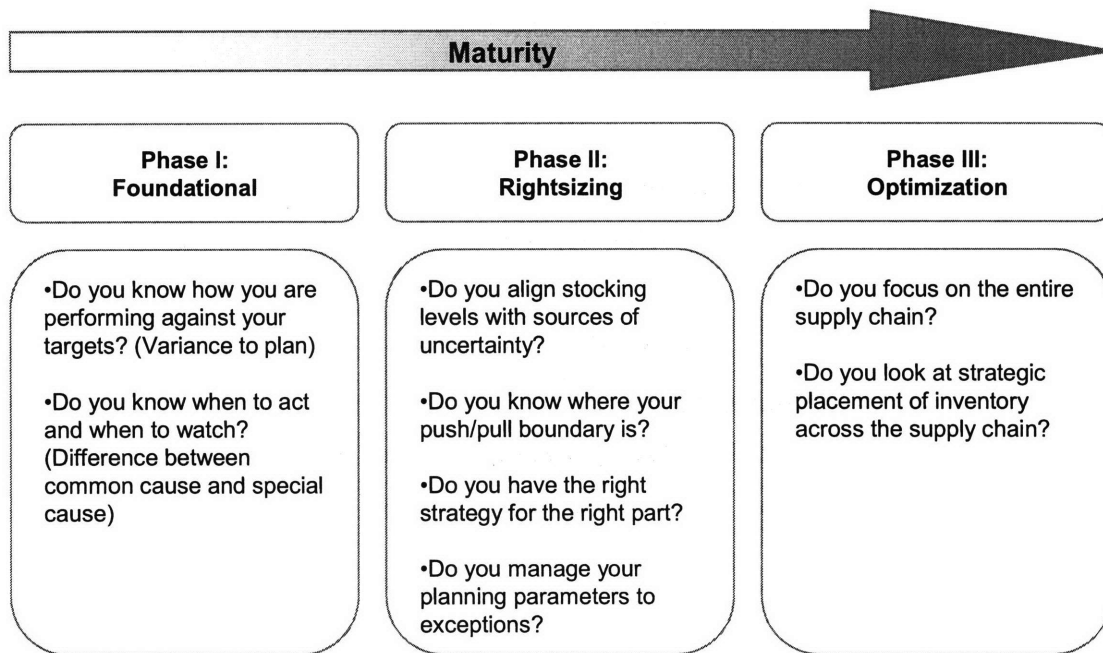 Maturity
Phase I:
Foundational
Phase II:
Rightsizing
Phase III:
Optimization
•Do you know how you are
performing against your
targets? (Variance to plan)
•Do you know when to act
and when to watch?
(Difference between
common cause and special
cause)
•Do you align stocking
levels with sources of
uncertainty?
•Do you know where your
push/pull boundary is?
•Do you have the right
strategy for the right part?
•Do you manage your
planning parameters to
exceptions?
•Do you focus on the entire
supply chain?
•Do you look at strategic
placement of inventory
across the supply chain?